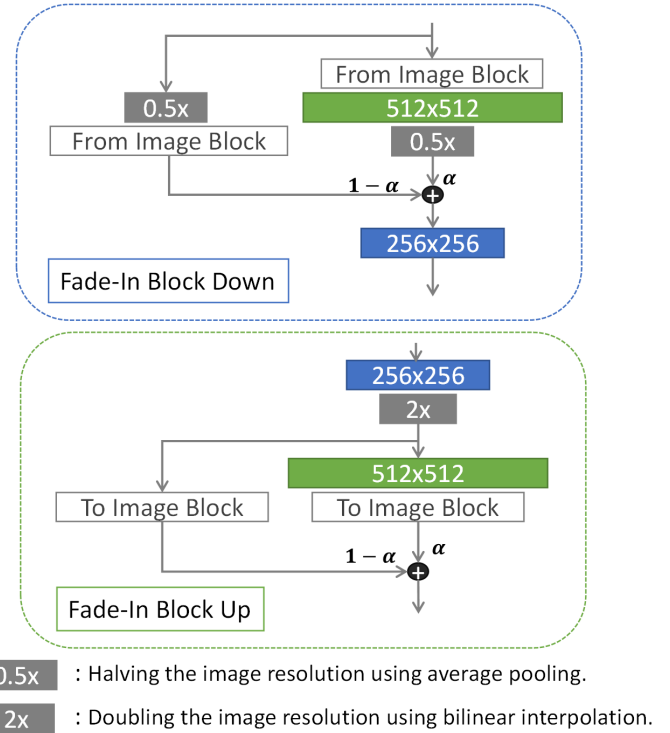 From Image Block
0.5x
512x512
From Image Block
0.5x
1 − α
α
+
256x256
Fade-In Block Down
256x256
2x
512x512
To Image Block
To Image Block
1 − α
α
+
Fade-In Block Up
0.5x : Halving the image resolution using average pooling.
2x : Doubling the image resolution using bilinear interpolation.